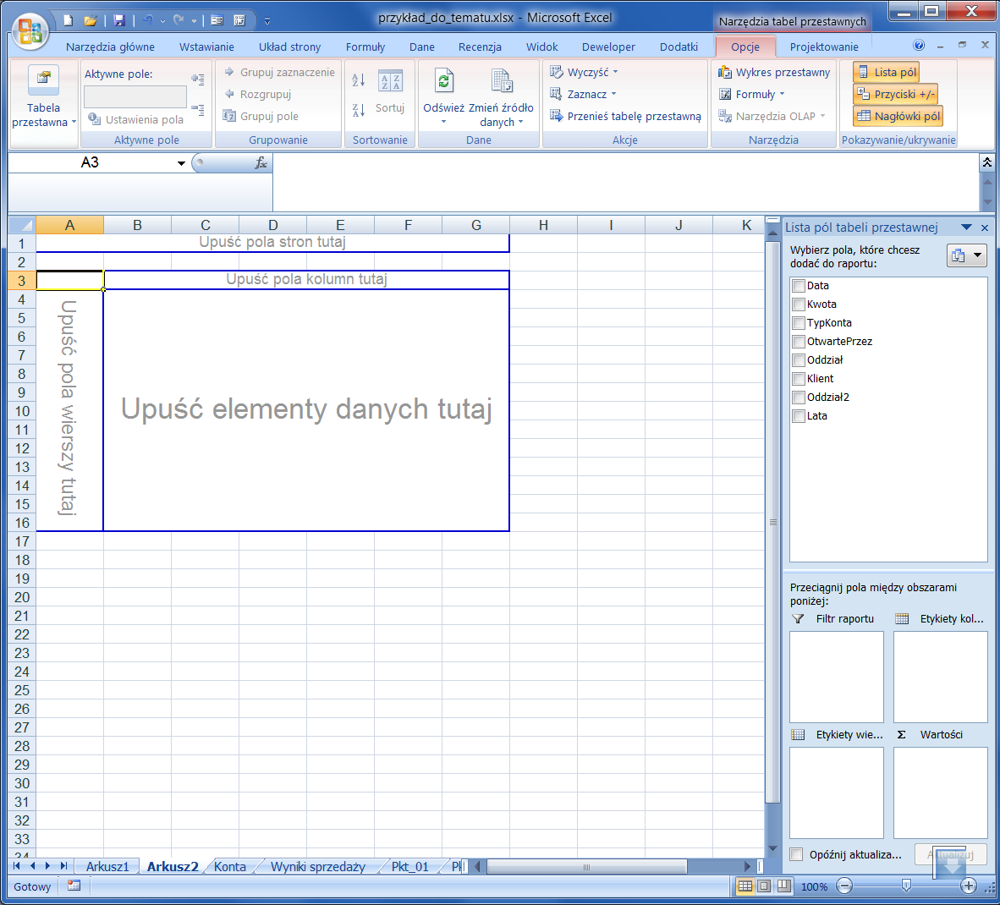 przykład_do_tematu.xlsx - Microsoft Excel
Narzędzia tabel przestawnych
Narzędzia główne
Wstawianie
Układ strony
Formuły
Dane
Recenzja
Widok
Deweloper
Dodatki
Opcje
Projektowanie
Tabela
przestawna
Aktywne pole:
Ustawienia pola
Aktywne pole
Grupuj zaznaczenie
Rozgrupuj
Grupuj pole
Grupowanie
Sortuj
Sortowanie
Odśwież
Zmień źródło
danych
Dane
Wyczyść
Zaznacz
Przenieś tabelę przestawną
Akcje
Wykres przestawny
Formuły
Narzędzia OLAP
Narzędzia
Lista pól
Przyciski +/-
Nagłówki pól
Pokazywanie/ukrywanie
A3
fx
A B C D E F G H I J K
1
2
3
4
5
6
7
8
9
10
11
12
13
14
15
16
17
18
19
20
21
22
23
24
25
26
27
28
29
30
31
32
33
34
Upuść pola stron tutaj
Upuść pola kolumn tutaj
Upuść pola wierszy tutaj
Upuść elementy danych tutaj
Lista pól tabeli przestawnej
Wybierz pola, które chcesz
dodać do raportu:
Data
Kwota
TypKonta
OtwartePrzez
Oddział
Klient
Oddział2
Lata
Przeciągnij pola między obszarami
poniżej:
Filtr raportu
Etykiety kol...
Etykiety wie...
Σ Wartości
Opóźnij aktualiza...
Aktualizuj
Arkusz1
Arkusz2
Konta
Wyniki sprzedaży
Pkt_01
Gotowy
100%